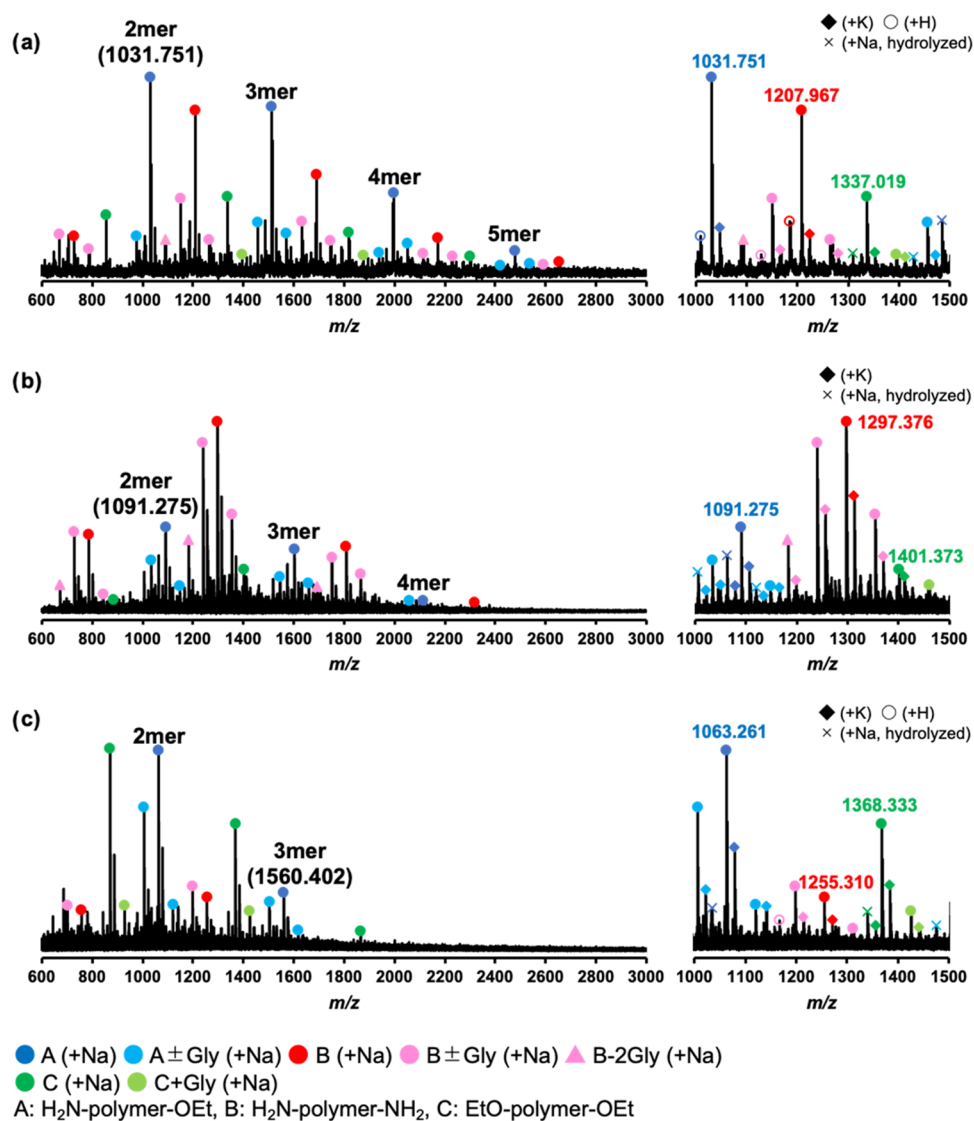 (a)
2mer
(1031.751)
3mer
4mer
5mer
600 800 1000 1200 1400 1600 1800 2000 2200 2400 2600 2800 3000
m/z
◆ (+K) ○ (+H)
× (+Na, hydrolyzed)
1031.751
1207.967
1337.019
1000 1100 1200 1300 1400 1500
m/z
(b)
2mer
(1091.275)
3mer
4mer
600 800 1000 1200 1400 1600 1800 2000 2200 2400 2600 2800 3000
m/z
◆ (+K)
× (+Na, hydrolyzed)
1297.376
1091.275
1401.373
1000 1100 1200 1300 1400 1500
m/z
(c)
2mer
3mer
(1560.402)
600 800 1000 1200 1400 1600 1800 2000 2200 2400 2600 2800 3000
m/z
◆ (+K) ○ (+H)
× (+Na, hydrolyzed)
1063.261
1368.333
1255.310
1000 1100 1200 1300 1400 1500
m/z
A (+Na) A±Gly (+Na) B (+Na) B±Gly (+Na) B-2Gly (+Na)
C (+Na) C+Gly (+Na)
A: H₂N-polymer-OEt, B: H₂N-polymer-NH₂, C: EtO-polymer-OEt